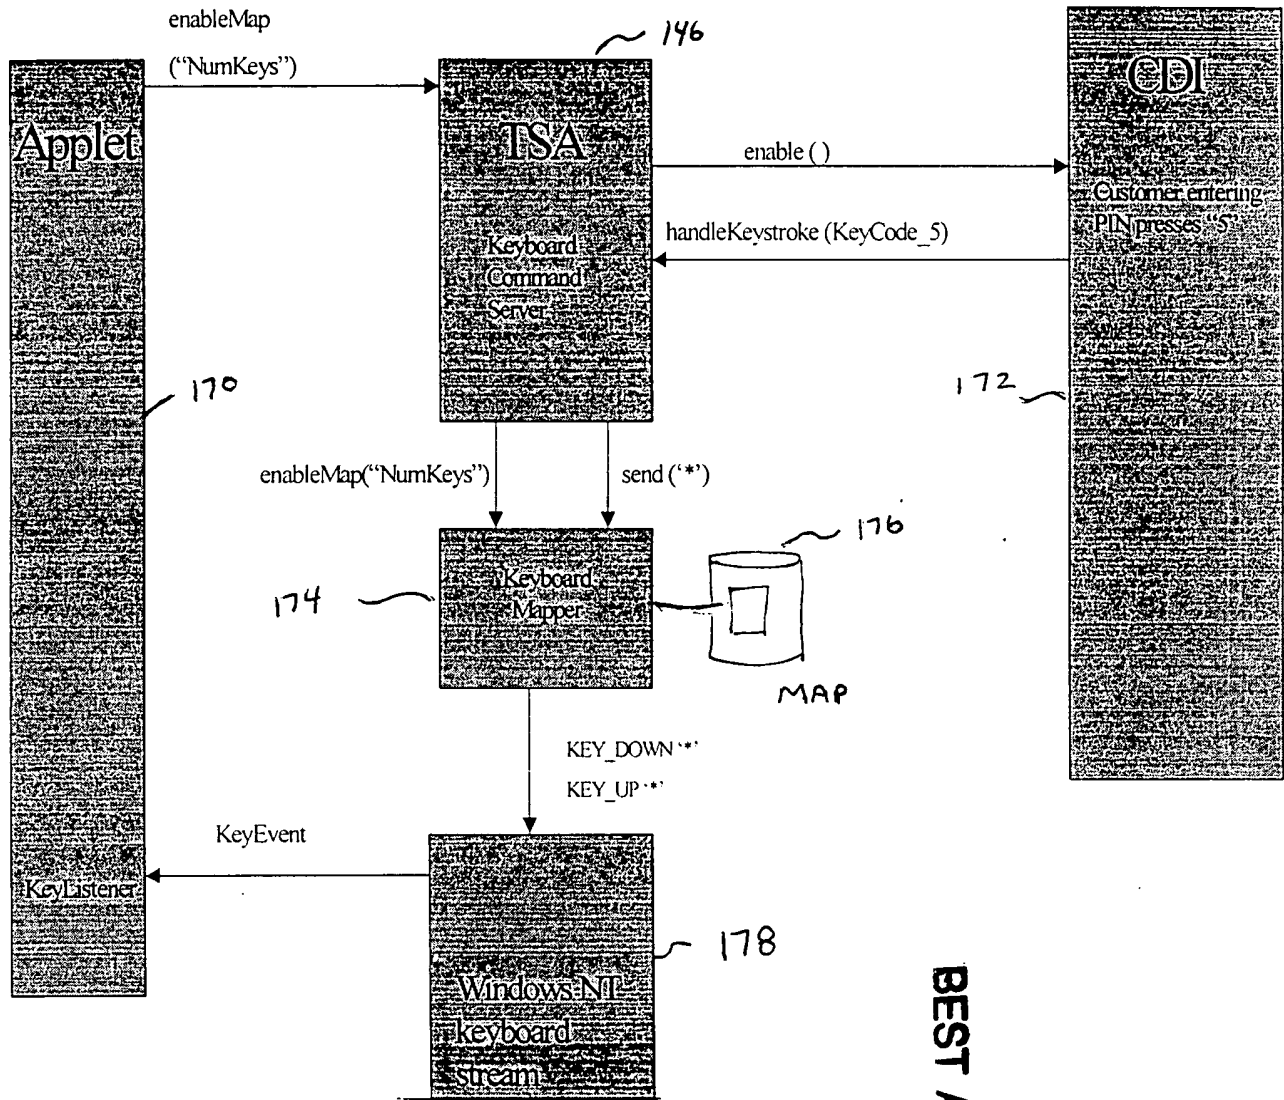 enableMap
("NumKeys")
146
Applet
TSA
Keyboard
Command
Server
CDI
Customer entering
PIN presses "5"
enable ( )
handleKeystroke (KeyCode_5)
170
172
enableMap("NumKeys")
send ('*')
176
174
Keyboard
Mapper
MAP
KEY_DOWN '*'
KEY_UP '*'
KeyEvent
KeyListener
178
Windows NT
keyboard
stream
BEST A